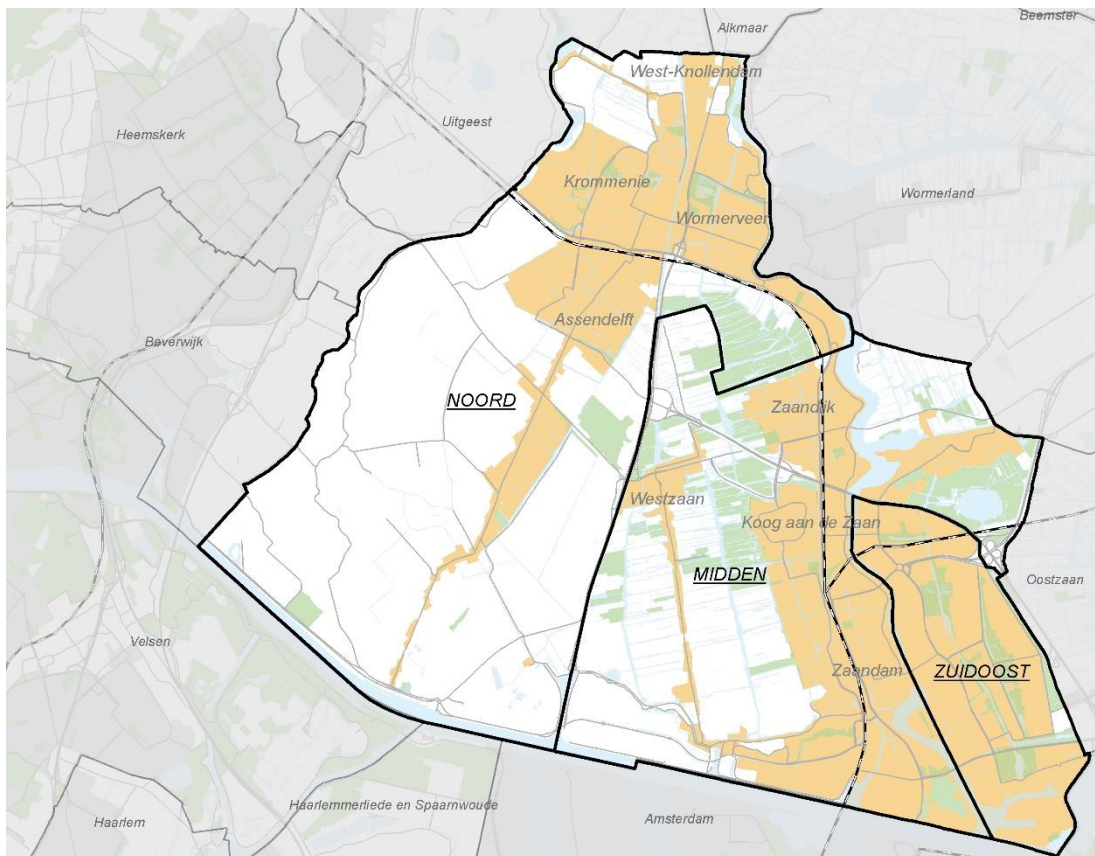 Beemster
Alkmaar
West-Knollendam
Uitgeest
Heemskerk
Krommenie
Wormerland
Wormerveer
Assendelft
Beverwijk
NOORD
Zaandijk
Westzaan
Koog aan de Zaan
MIDDEN
Oostzaan
Velsen
Zaandam
ZUIDOOST
Haarlemmerliede en Spaarnwoude
Haarlem
Amsterdam